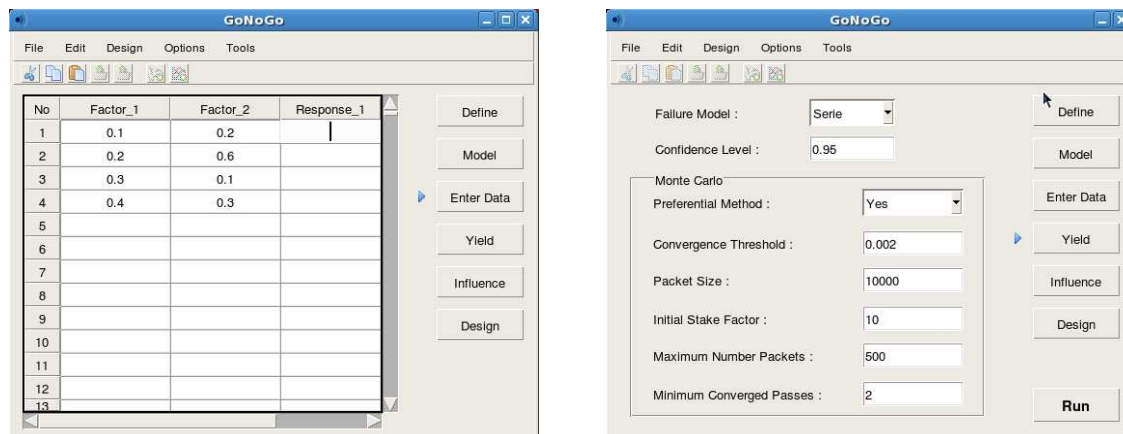 GoNoGo
File Edit Design Options Tools
No Factor_1 Factor_2 Response_1
1 0.1 0.2
2 0.2 0.6
3 0.3 0.1
4 0.4 0.3
5
6
7
8
9
10
11
12
13
Define
Model
Enter Data
Yield
Influence
Design
GoNoGo
File Edit Design Options Tools
Failure Model : Serie
Confidence Level : 0.95
Monte Carlo
Preferential Method : Yes
Convergence Threshold : 0.002
Packet Size : 10000
Initial Stake Factor : 10
Maximum Number Packets : 500
Minimum Converged Passes : 2
Define
Model
Enter Data
Yield
Influence
Design
Run